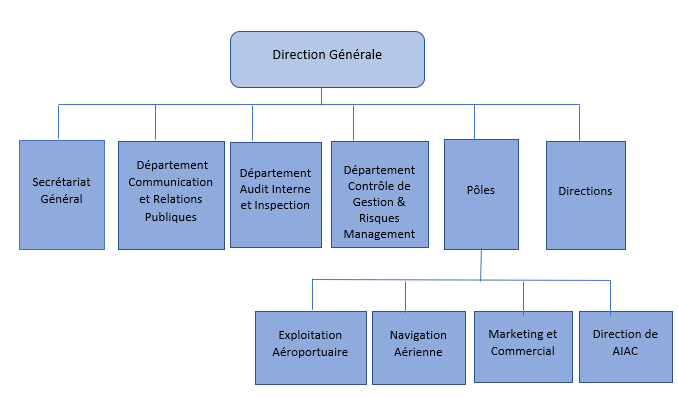 Direction Générale
Secrétariat
Général
Département
Communication
et Relations
Publiques
Département
Audit Interne
et Inspection
Département
Contrôle de
Gestion &
Risques
Management
Pôles
Directions
Exploitation
Aéroportuaire
Navigation
Aérienne
Marketing et
Commercial
Direction de
AIAC